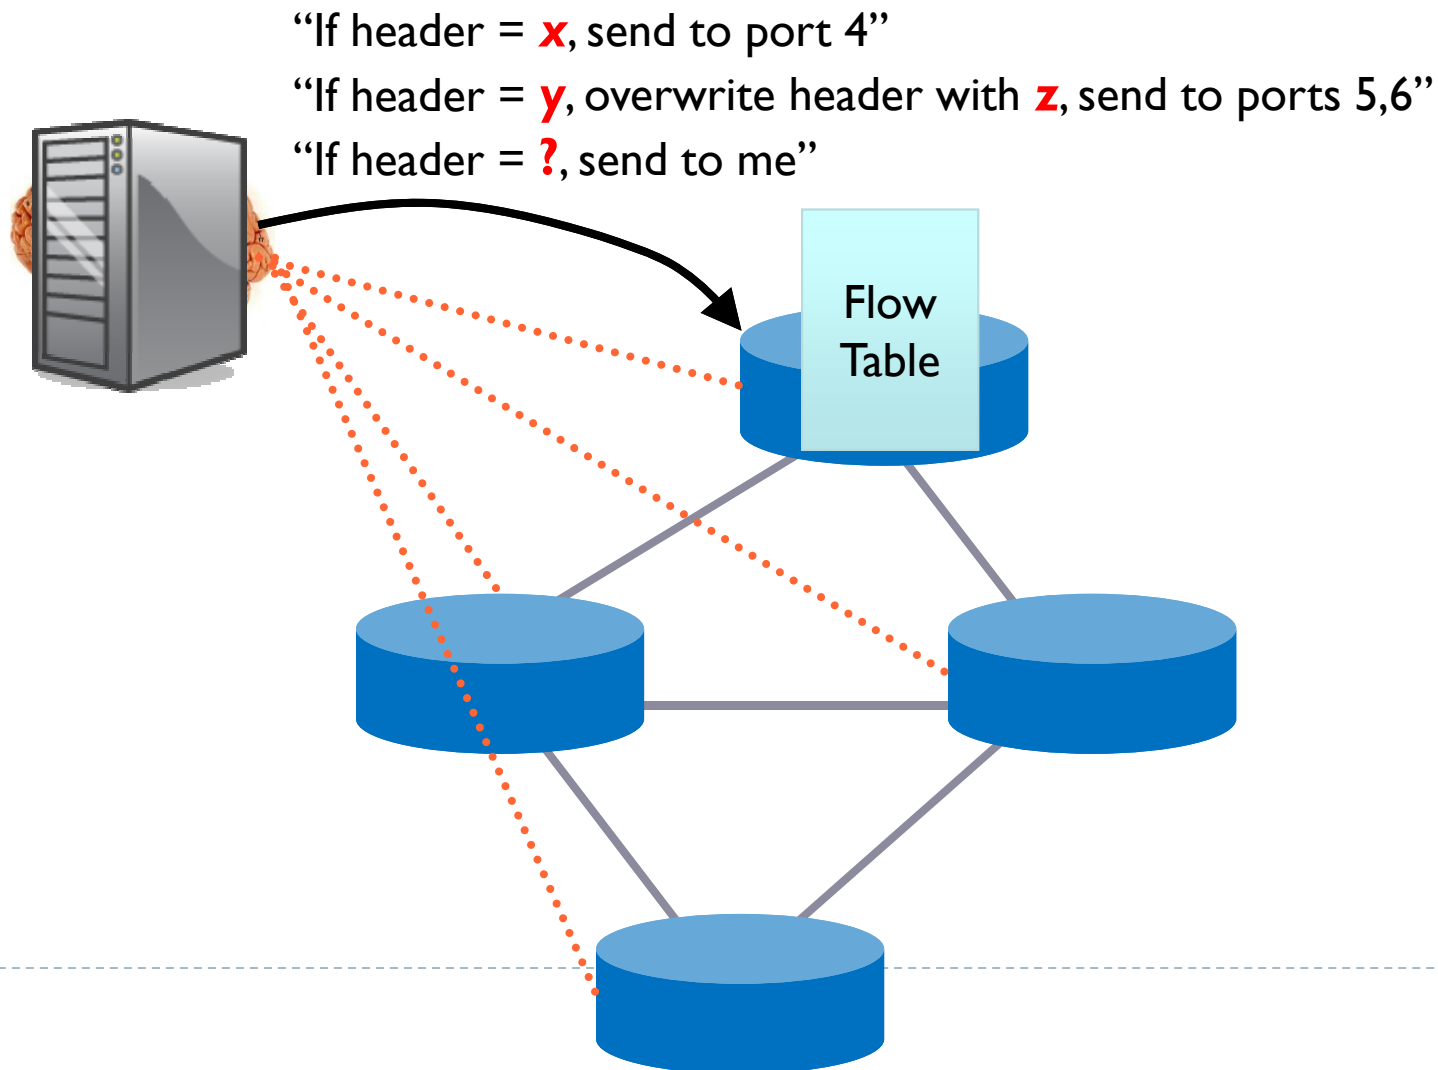 “If header = x, send to port 4”
“If header = y, overwrite header with z, send to ports 5,6”
“If header = ?, send to me”
Flow
Table